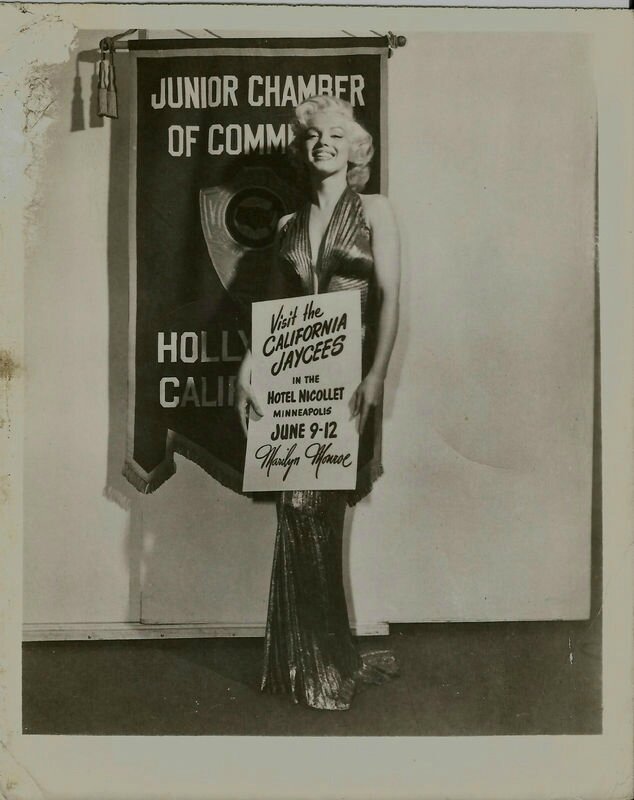 JUNIOR CHAMBER
OF COMM
HOLLY
CALIF
Visit the
CALIFORNIA
JAYCEES
IN THE
HOTEL NICOLLET
MINNEAPOLIS
JUNE 9-12
Marilyn Monroe